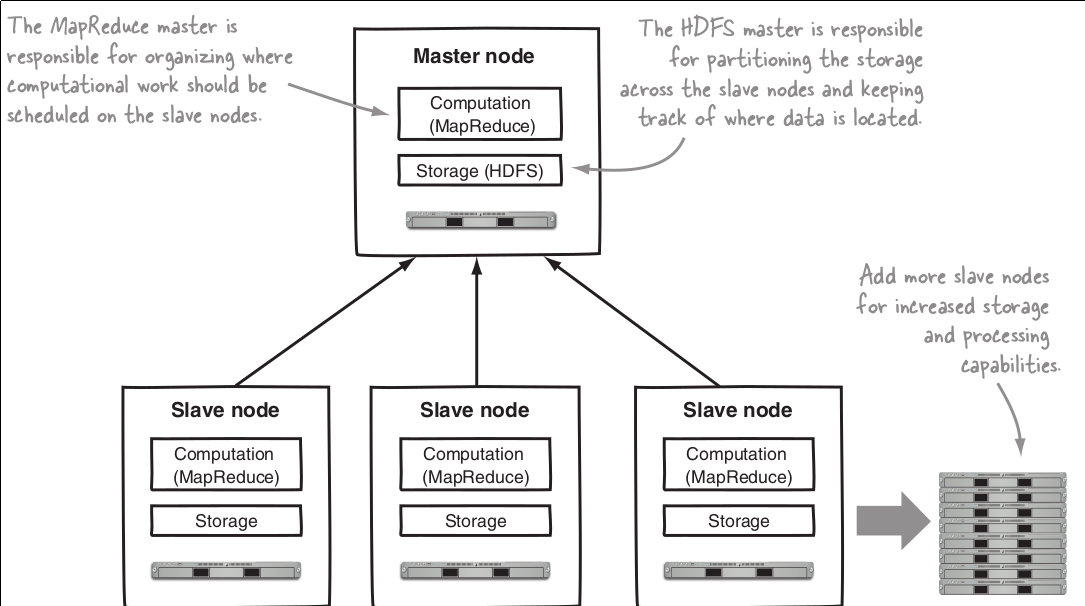 The MapReduce master is
responsible for organizing where
computational work should be
scheduled on the slave nodes.
Master node
Computation
(MapReduce)
Storage (HDFS)
The HDFS master is responsible
for partitioning the storage
across the slave nodes and keeping
track of where data is located.
Add more slave nodes
for increased storage
and processing
capabilities.
Slave node
Computation
(MapReduce)
Storage
Slave node
Computation
(MapReduce)
Storage
Slave node
Computation
(MapReduce)
Storage